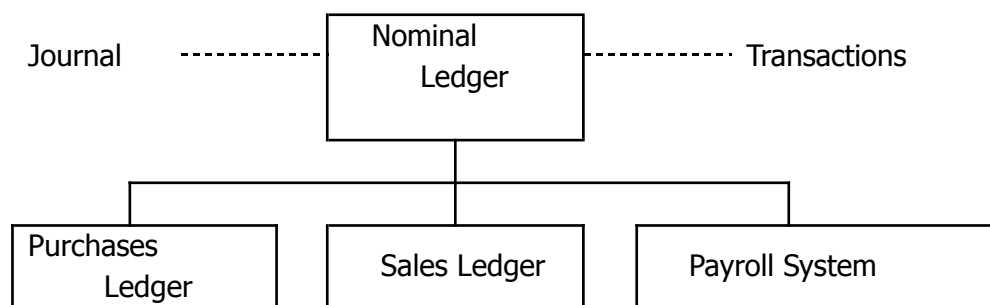 Journal
Nominal
Ledger
Transactions
Purchases
Ledger
Sales Ledger
Payroll System